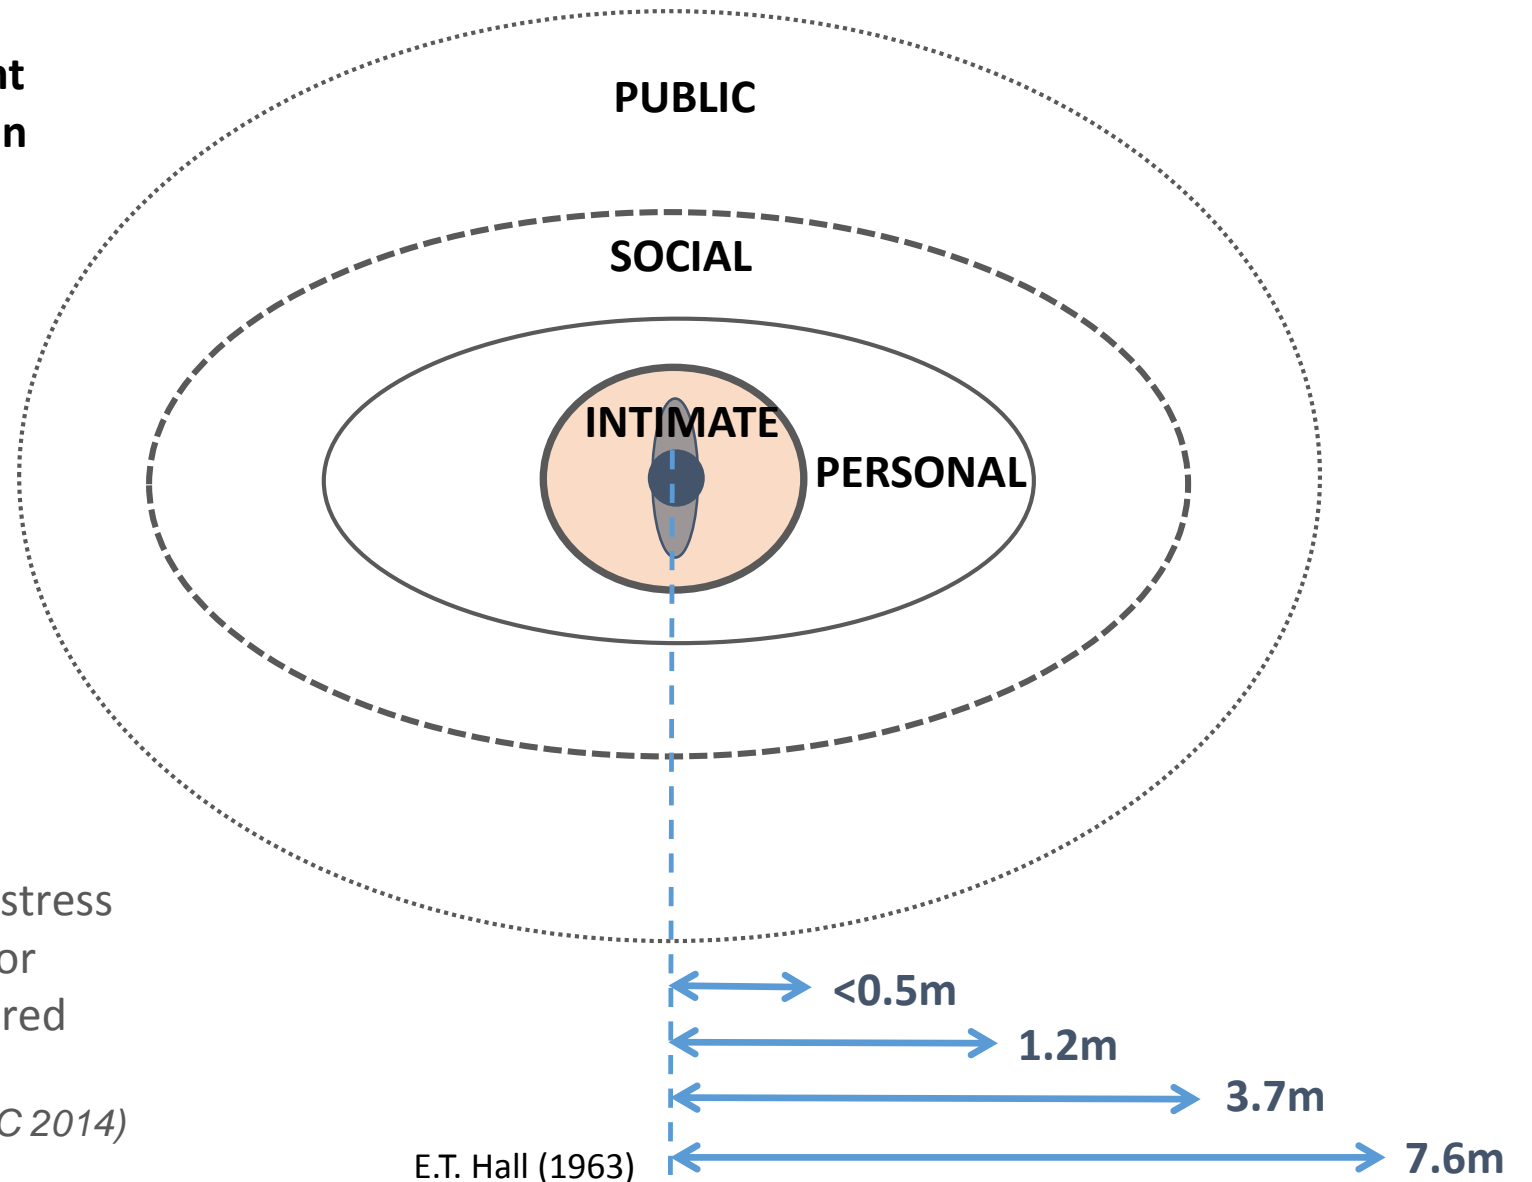 nt
n
PUBLIC
SOCIAL
INTIMATE
PERSONAL
stress
or
red
C 2014)
<0.5m
1.2m
3.7m
7.6m
E.T. Hall (1963)